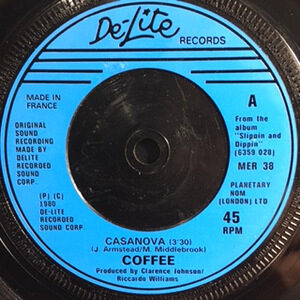 De-Lite
RECORDS
MADE IN
FRANCE
ORIGINAL
SOUND
RECORDING
MADE BY
DELITE
RECORDED
SOUND
CORP.
(P) (C)
1980
DE-LITE
RECORDED
SOUND CORP.
A
From the
album
"Slippin and
Dippin"
(6359 028)
MER 38
PLANETARY
NOM
(LONDON) LTD
45
RPM
CASANOVA (3'30)
(J. Armstead/M. Middlebrook)
COFFEE
Produced by Clarence Johnson/
Riccardo Williams